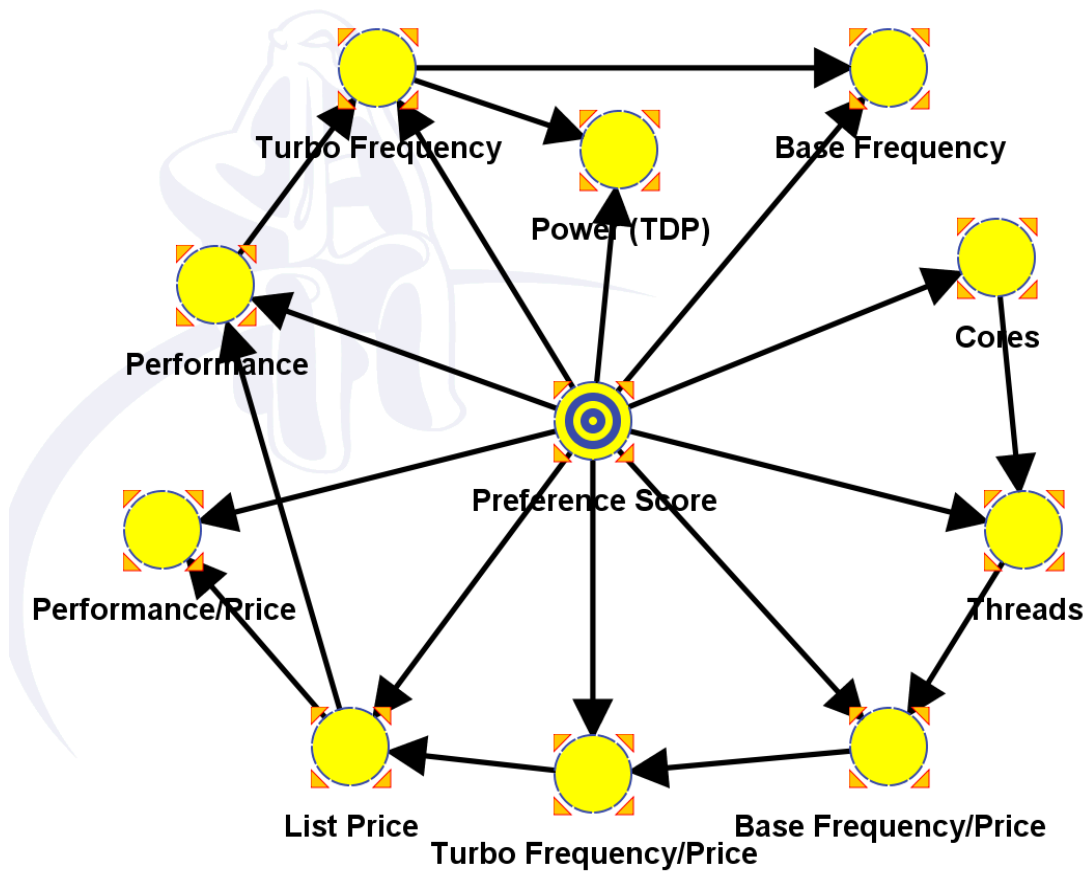 Turbo Frequency
Base Frequency
Power (TDP)
Cores
Performance
Preference Score
Performance/Price
Threads
List Price
Base Frequency/Price
Turbo Frequency/Price